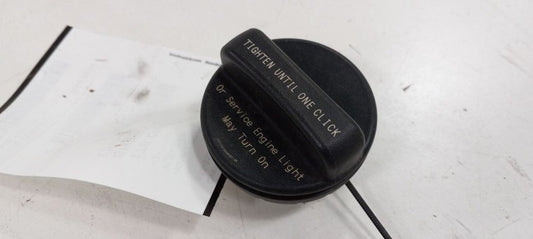 TIGHTEN UNTIL ONE CLICK
Or Service Engine Light
May Turn On